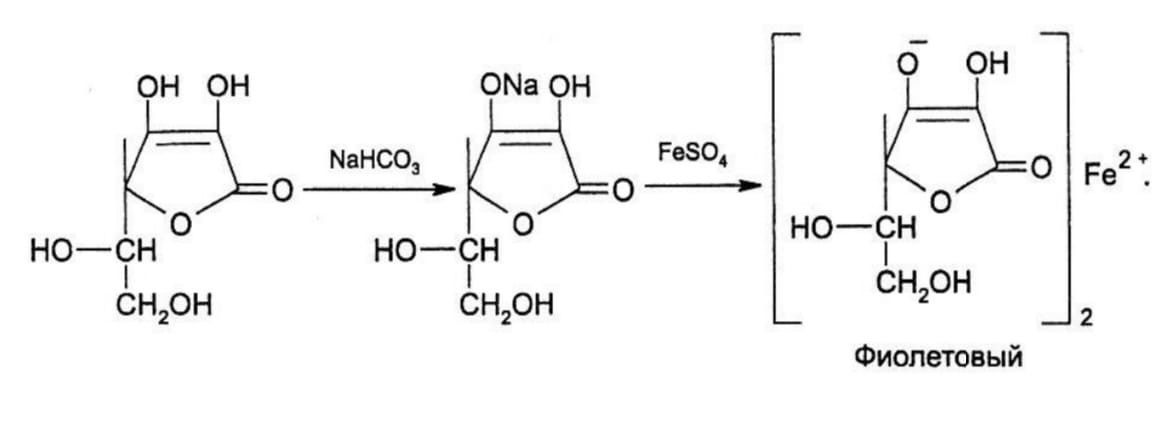 OH OH
O
O
HO—CH
CH₂OH
NaHCO₃
ONa OH
O
O
HO—CH
CH₂OH
FeSO₄
O⁻ OH
O
O
HO—CH
CH₂OH
2
Fe²⁺.
Фиолетовый